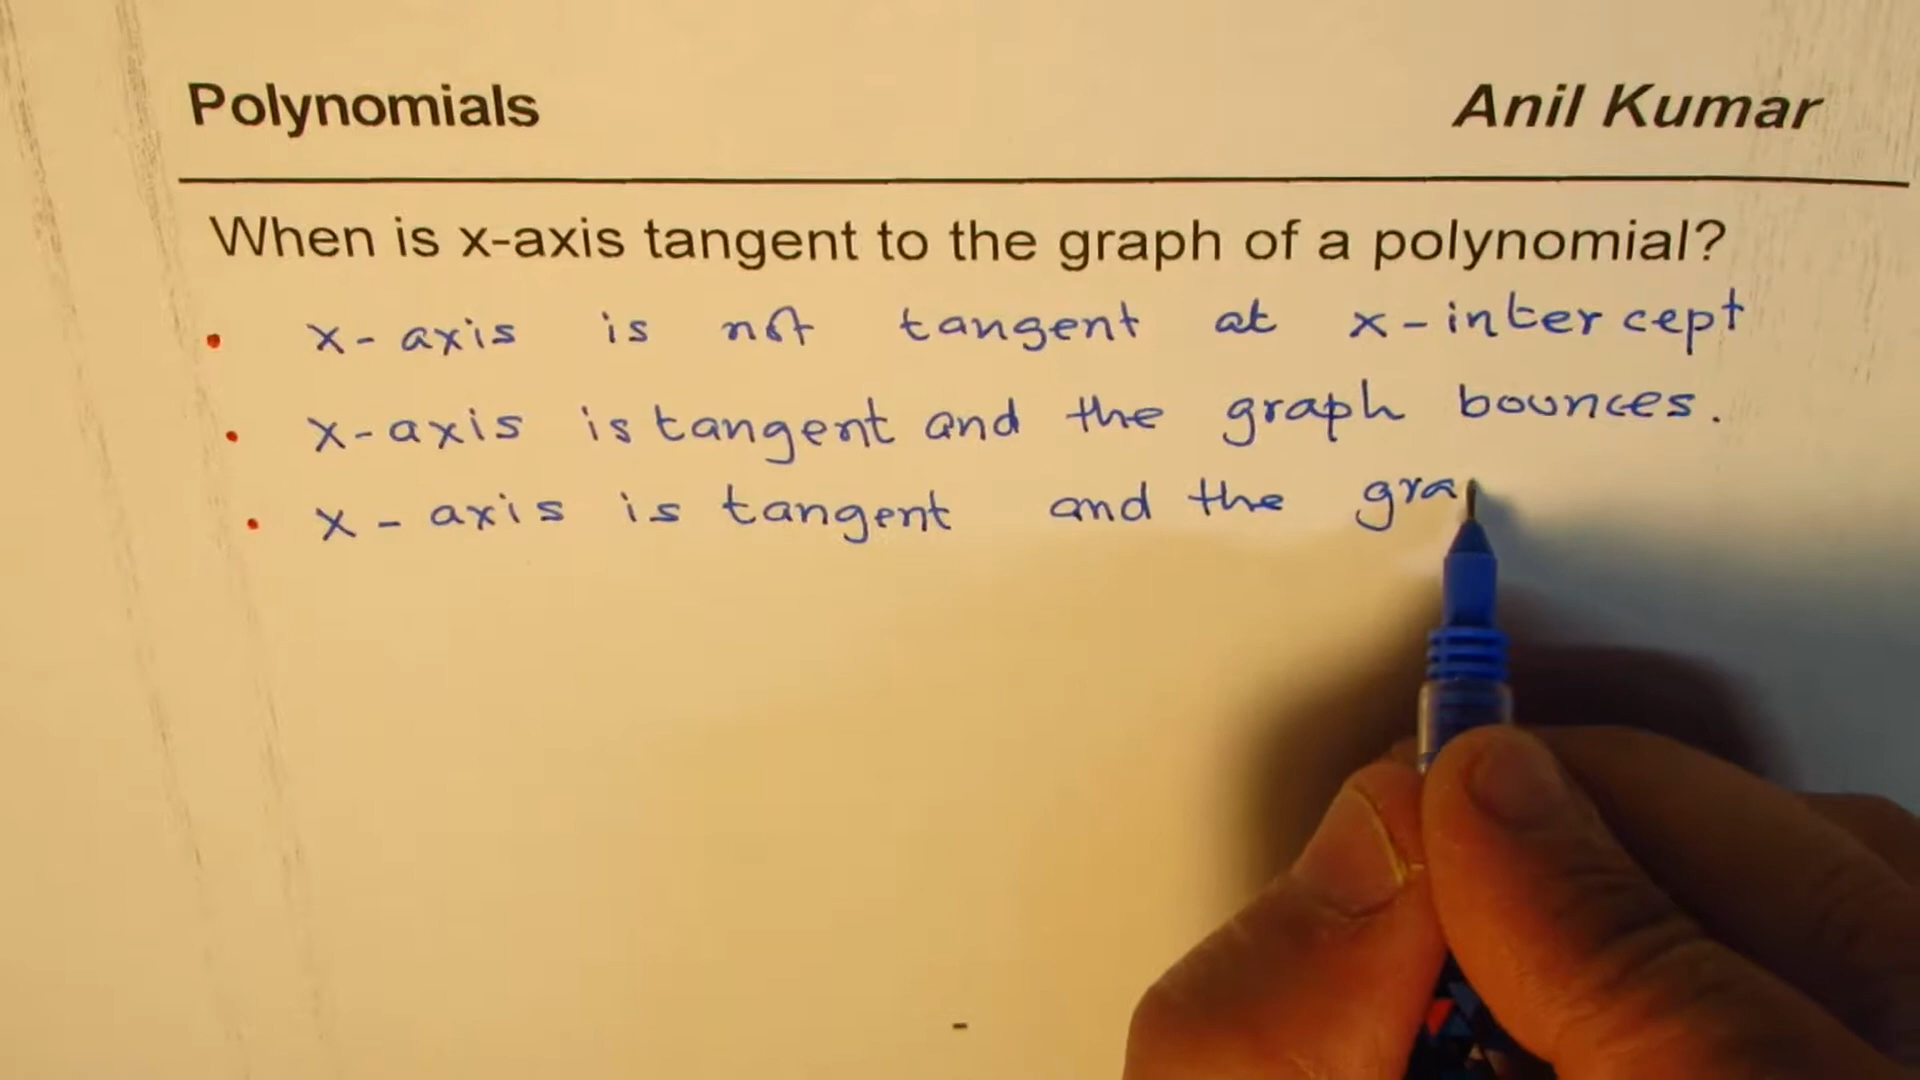 Polynomials Anil Kumar
When is x-axis tangent to the graph of a polynomial?
• x-axis is not tangent at x-intercept
• x-axis is tangent and the graph bounces.
• x-axis is tangent and the gra